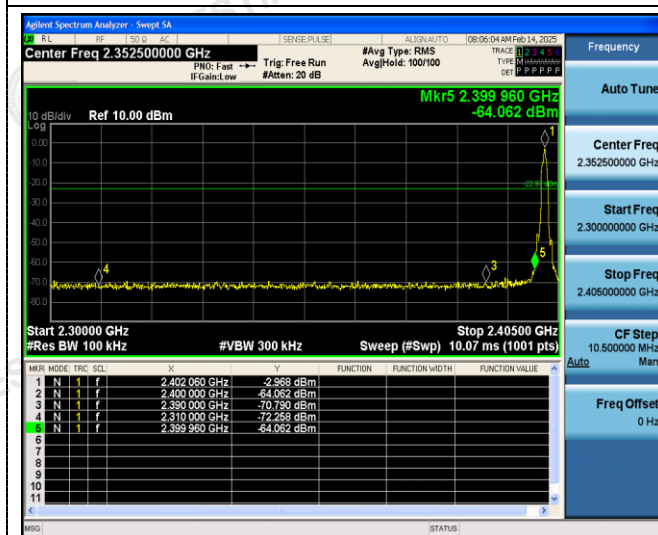 Agilent Spectrum Analyzer - Swept SA
RL RF 50 Ω AC SENSE:PULSE ALIGN AUTO 08:06:04 AM Feb 14, 2025
Center Freq 2.352500000 GHz
PNO: Fast
IFGain:Low
Trig: Free Run
#Atten: 20 dB
#Avg Type: RMS
Avg|Hold: 100/100
TRACE 1 2 3 4 5 6
TYPE M
DET P P P P P P
Mkr5 2.399 960 GHz
-64.062 dBm
10 dB/div Ref 10.00 dBm
Log
0.00
-10.0
-20.0
-30.0
-40.0
-50.0
-60.0
-70.0
-80.0
1
3
4
5
Start 2.30000 GHz Stop 2.40500 GHz
#Res BW 100 kHz #VBW 300 kHz Sweep (#Swp) 10.07 ms (1001 pts)
MKR MODE TRC SCL X Y FUNCTION FUNCTION WIDTH FUNCTION VALUE
1 N 1 f 2.402 060 GHz -2.968 dBm
2 N 1 f 2.400 000 GHz -64.062 dBm
3 N 1 f 2.390 000 GHz -70.790 dBm
4 N 1 f 2.310 000 GHz -72.258 dBm
5 N 1 f 2.399 960 GHz -64.062 dBm
6
7
8
9
10
11
MSG STATUS
Frequency
Auto Tune
Center Freq
2.352500000 GHz
Start Freq
2.300000000 GHz
Stop Freq
2.405000000 GHz
CF Step
10.500000 MHz
Auto Man
Freq Offset
0 Hz